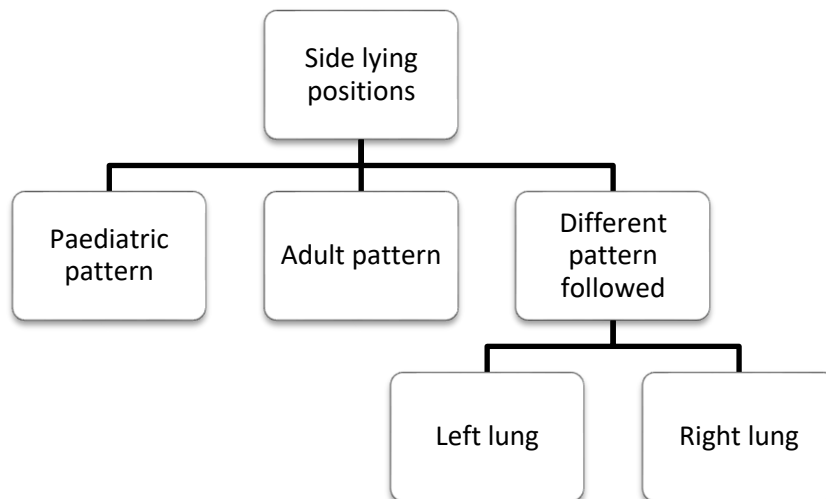 Side lying
positions
Paediatric
pattern
Adult pattern
Different
pattern
followed
Left lung
Right lung